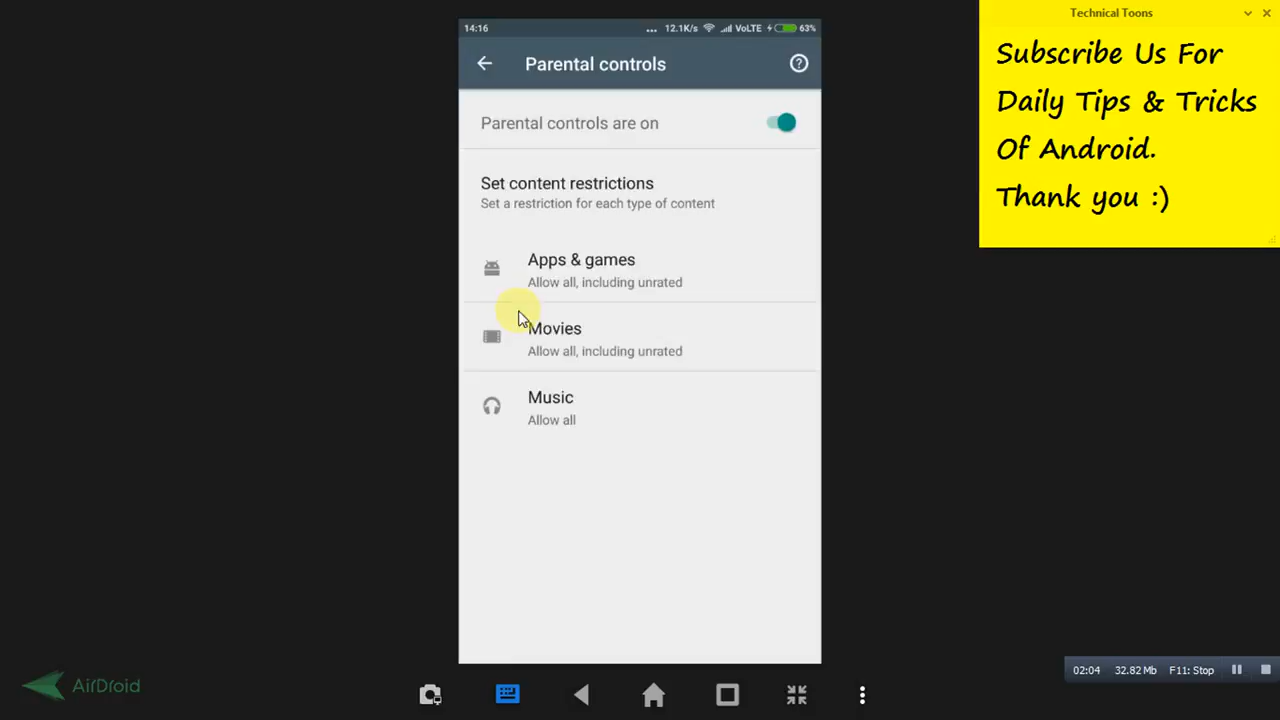 Technical Toons
Subscribe Us For
Daily Tips & Tricks
Of Android.
Thank you :)
14:16
... 12.1K/s VoLTE 63%
Parental controls
Parental controls are on
Set content restrictions
Set a restriction for each type of content
Apps & games
Allow all, including unrated
Movies
Allow all, including unrated
Music
Allow all
AirDroid
02:04 32.82 Mb F11: Stop